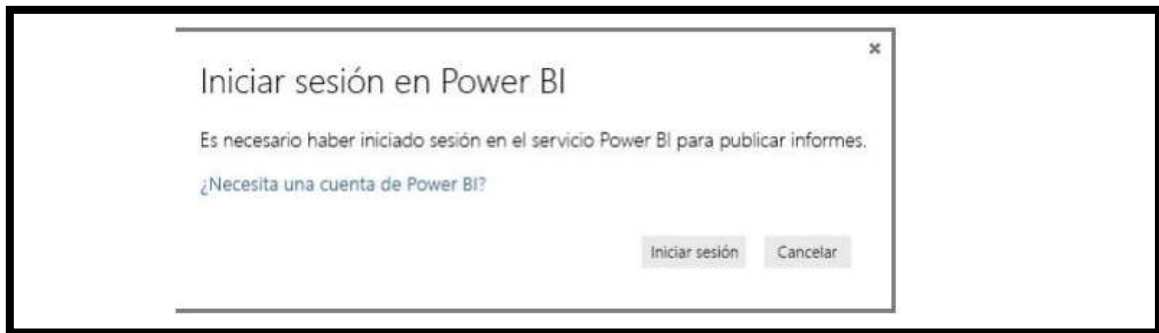 Iniciar sesión en Power BI
Es necesario haber iniciado sesión en el servicio Power BI para publicar informes.
¿Necesita una cuenta de Power BI?
Iniciar sesión Cancelar